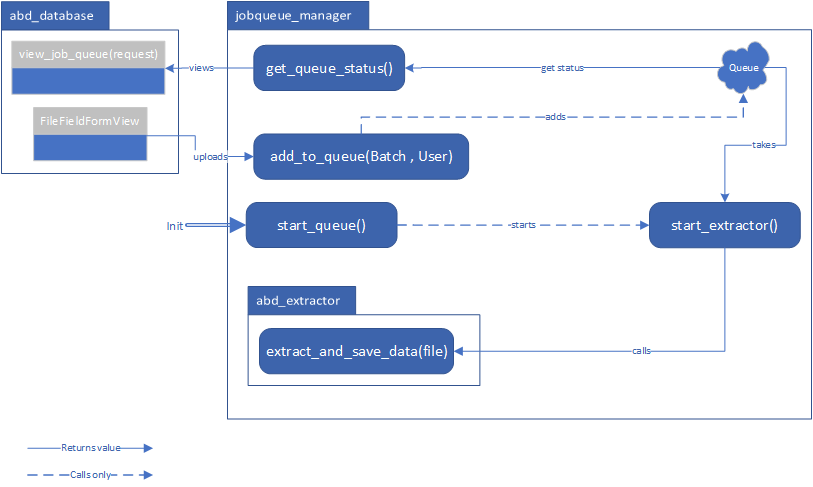 abd_database
jobqueue_manager
view_job_queue(request)
get_queue_status()
views
get status
Queue
FileFieldFormView
adds
uploads
add_to_queue(Batch , User)
takes
Init
start_queue()
starts
start_extractor()
abd_extractor
extract_and_save_data(file)
calls
Returns value
Calls only